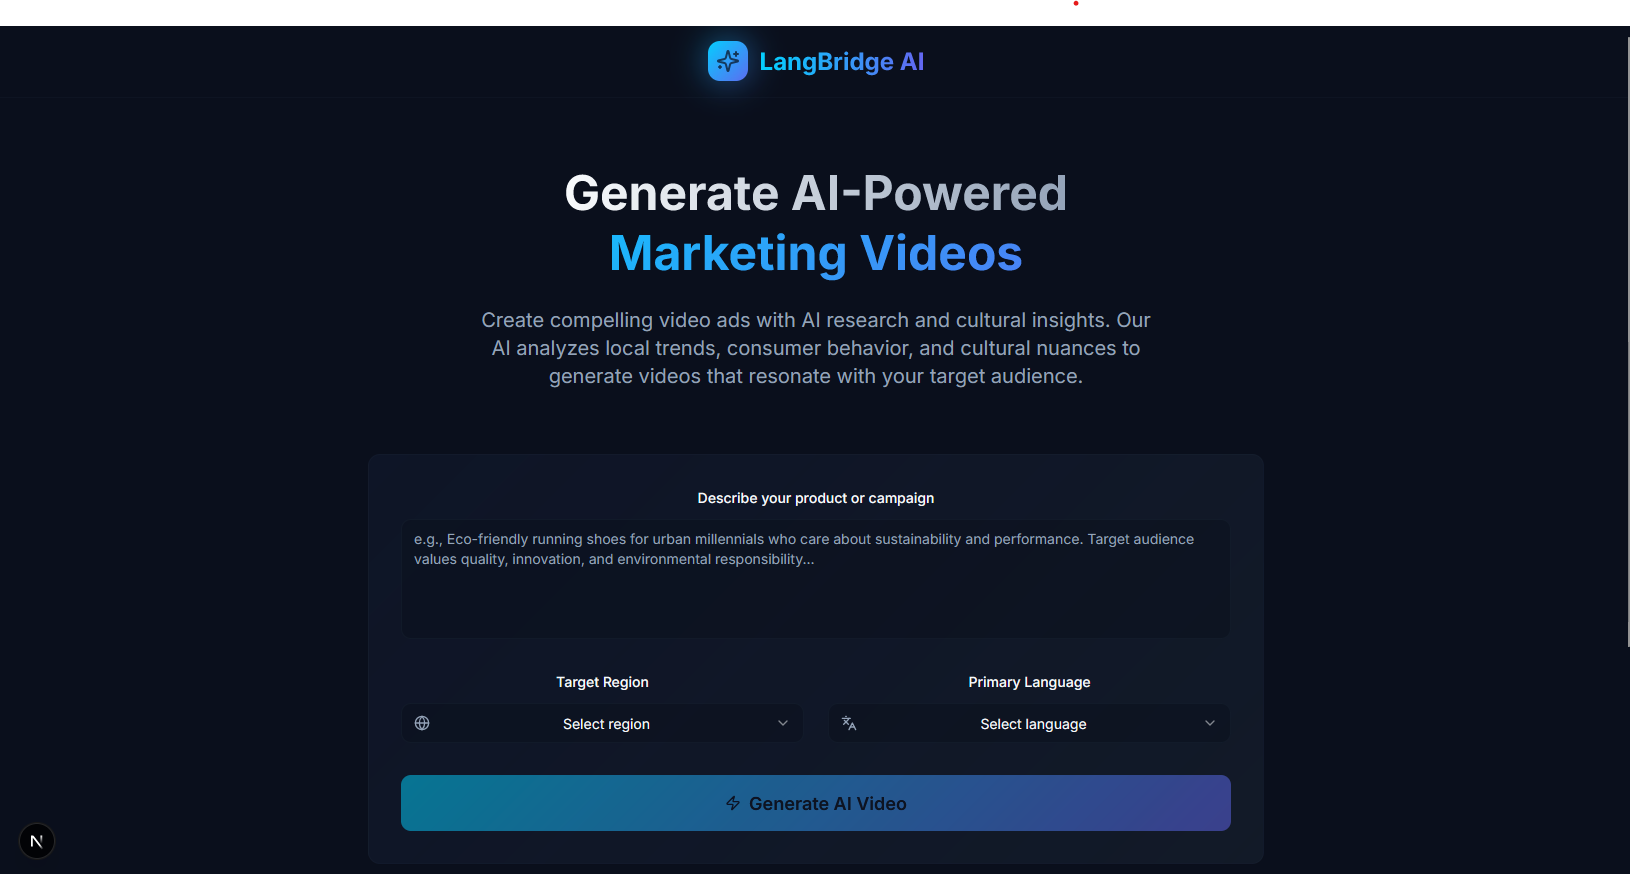 LangBridge AI
Generate AI-Powered
Marketing Videos
Create compelling video ads with AI research and cultural insights. Our
AI analyzes local trends, consumer behavior, and cultural nuances to
generate videos that resonate with your target audience.
Describe your product or campaign
e.g., Eco-friendly running shoes for urban millennials who care about sustainability and performance. Target audience
values quality, innovation, and environmental responsibility...
Target Region
Primary Language
Select region
Select language
Generate AI Video
N